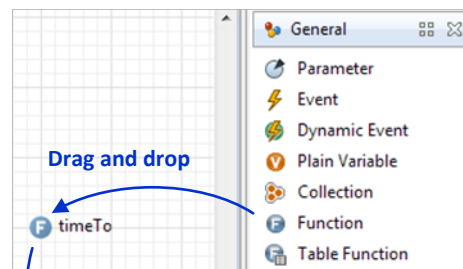 General
Parameter
Event
Dynamic Event
Plain Variable
Collection
Function
Table Function
Drag and drop
timeTo